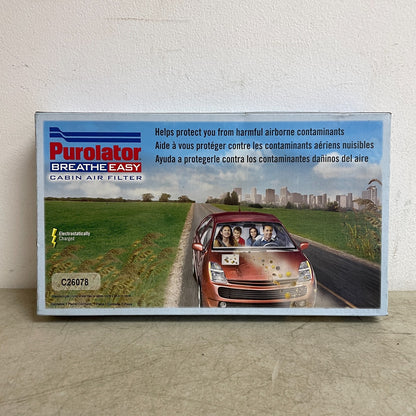 Purolator
BREATHE EASY
CABIN AIR FILTER
Helps protect you from harmful airborne contaminants
Aide à vous protéger contre les contaminants aériens nuisibles
Ayuda a protegerle contra los contaminantes dañinos del aire
Electrostatically
Charged
C26078